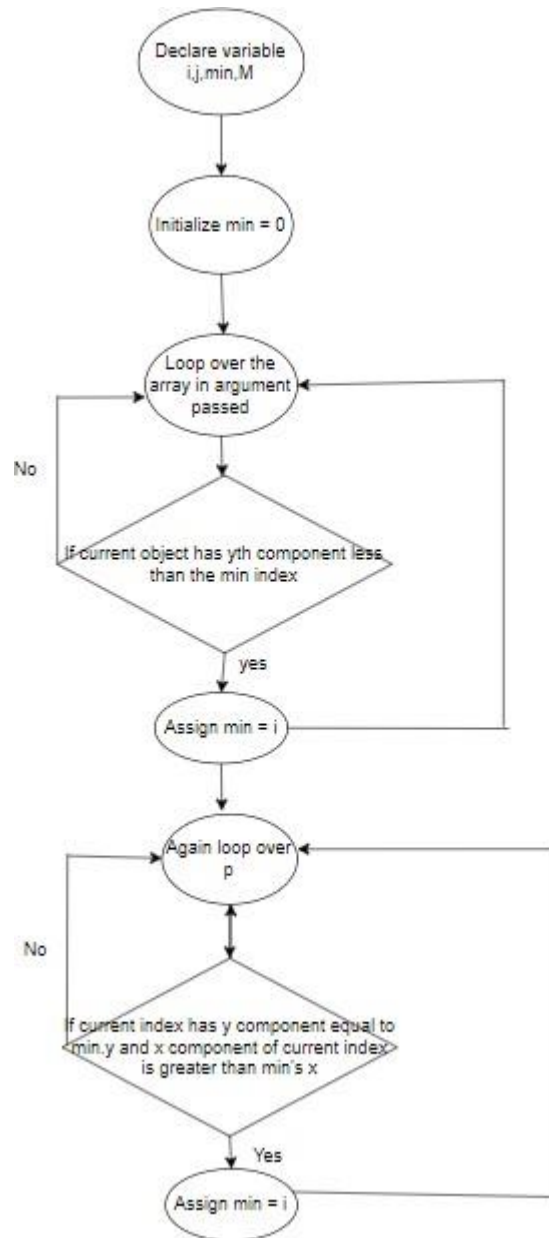 Declare variable
i,j,min,M
Initialize min = 0
Loop over the
array in argument
passed
No
If current object has yth component less
than the min index
yes
Assign min = i
Again loop over
p
No
If current index has y component equal to
min.y and x component of current index
is greater than min's x
Yes
Assign min = i